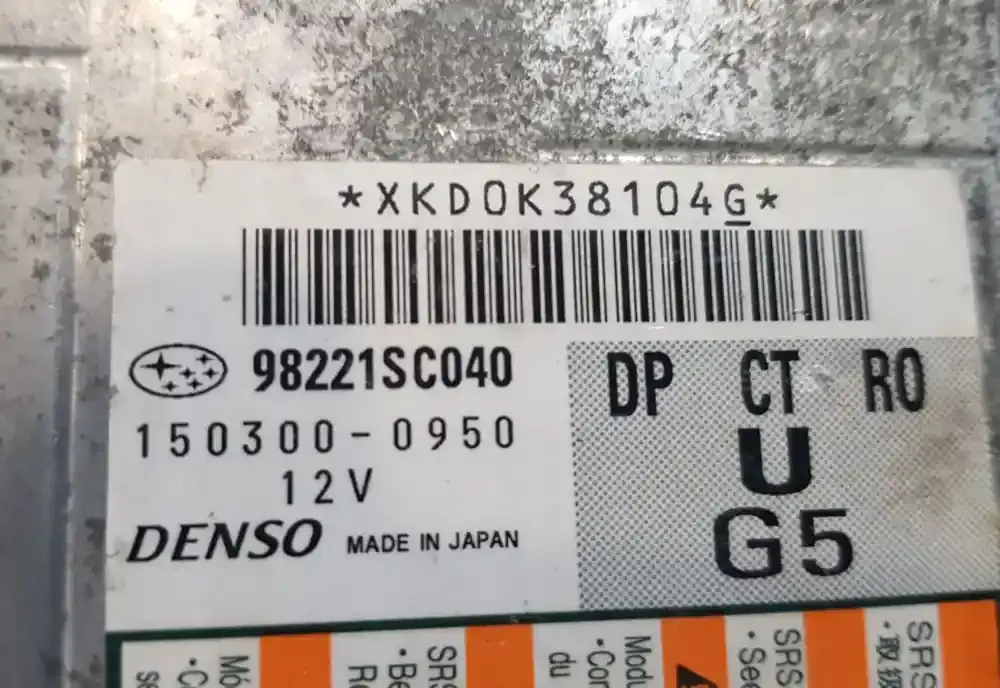 *XKD0K38104G*
98221SC040
150300-0950
12V
DENSO MADE IN JAPAN
DP CT RO
U
G5
SRS
SRS
SRS